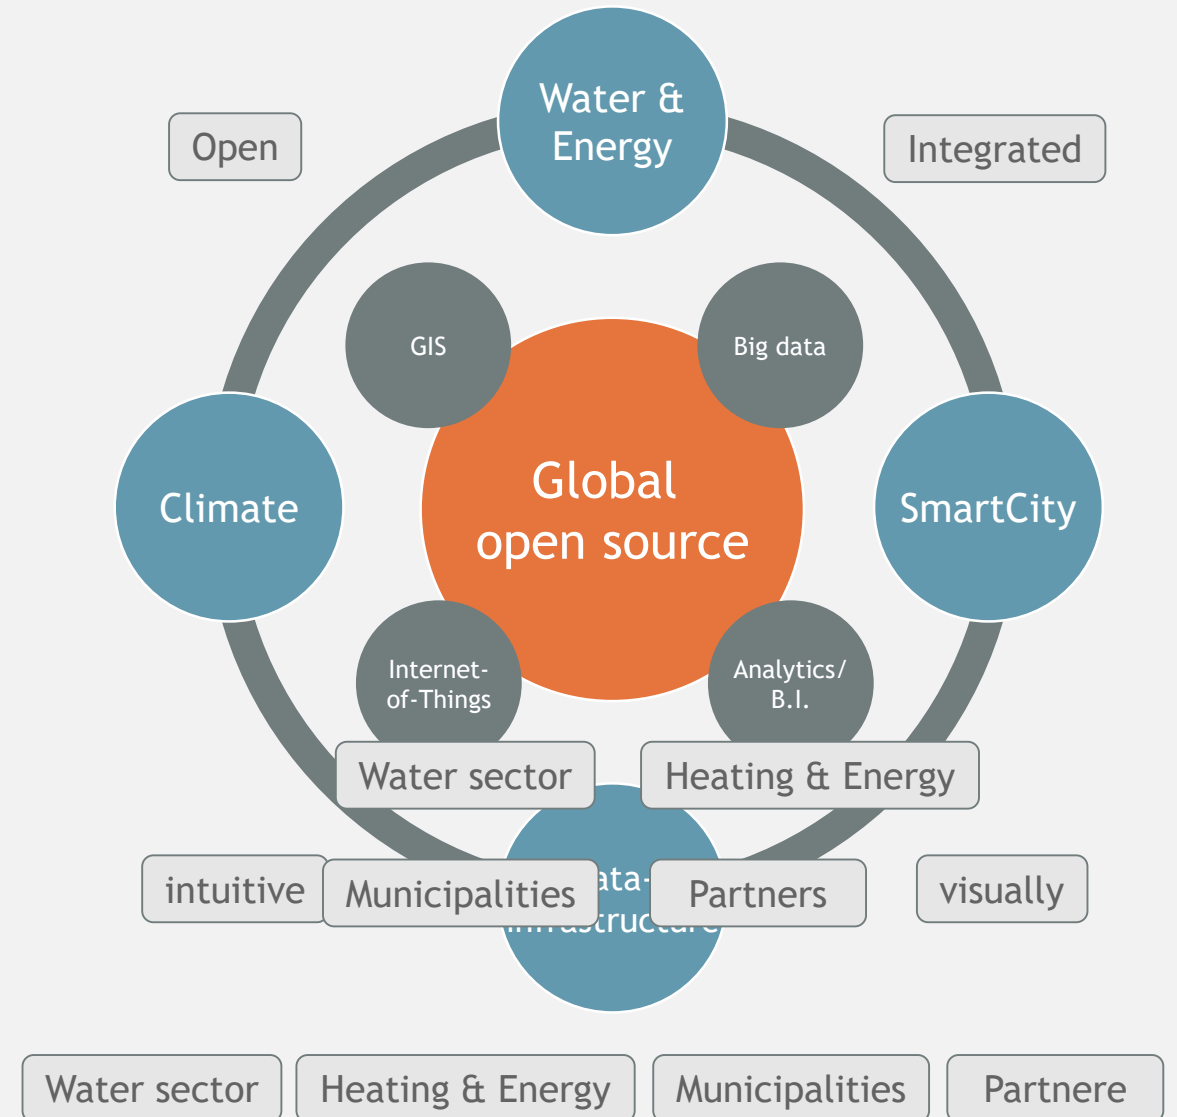 Water &
Energy
Open
Integrated
GIS
Big data
Climate
Global
open source
SmartCity
Internet-
of-Things
Analytics/
B.I.
Water sector
Heating & Energy
intuitive
Municipalities
Partners
visually
infrastructure
Water sector
Heating & Energy
Municipalities
Partnere